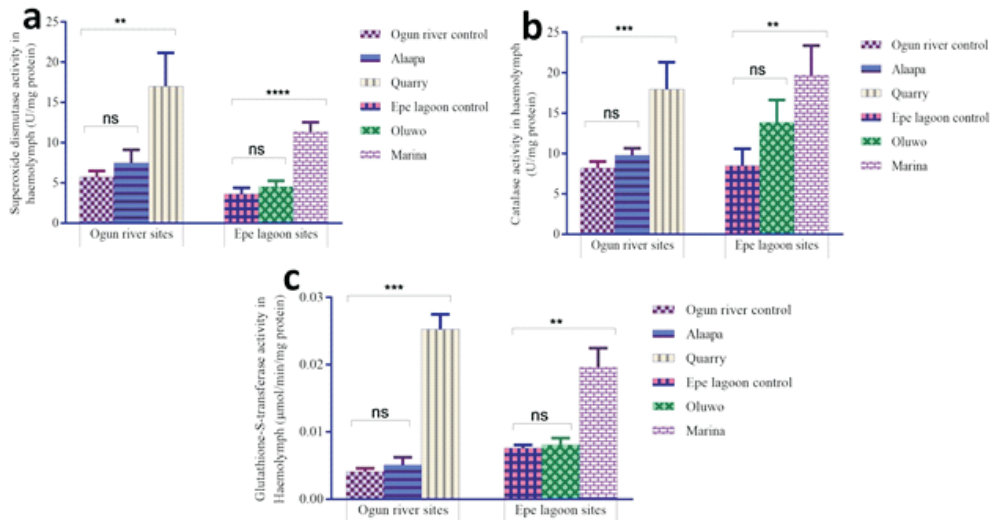 a
Superoxide dismutase activity in
haemolymph (U/mg protein)
25
20
15
10
5
0
**
ns
****
ns
Ogun river sites
Epe lagoon sites
Ogun river control
Alaapa
Quarry
Epe lagoon control
Oluwo
Marina
b
Catalase activity in haemolymph
(U/mg protein)
25
20
15
10
5
0
***
ns
**
ns
Ogun river sites
Epe lagoon sites
Ogun river control
Alaapa
Quarry
Epe lagoon control
Oluwo
Marina
c
Glutathione-S-transferase activity in
Haemolymph (μmol/min/mg protein)
0.03
0.02
0.01
0.00
***
ns
**
ns
Ogun river sites
Epe lagoon sites
Ogun river control
Alaapa
Quarry
Epe lagoon control
Oluwo
Marina